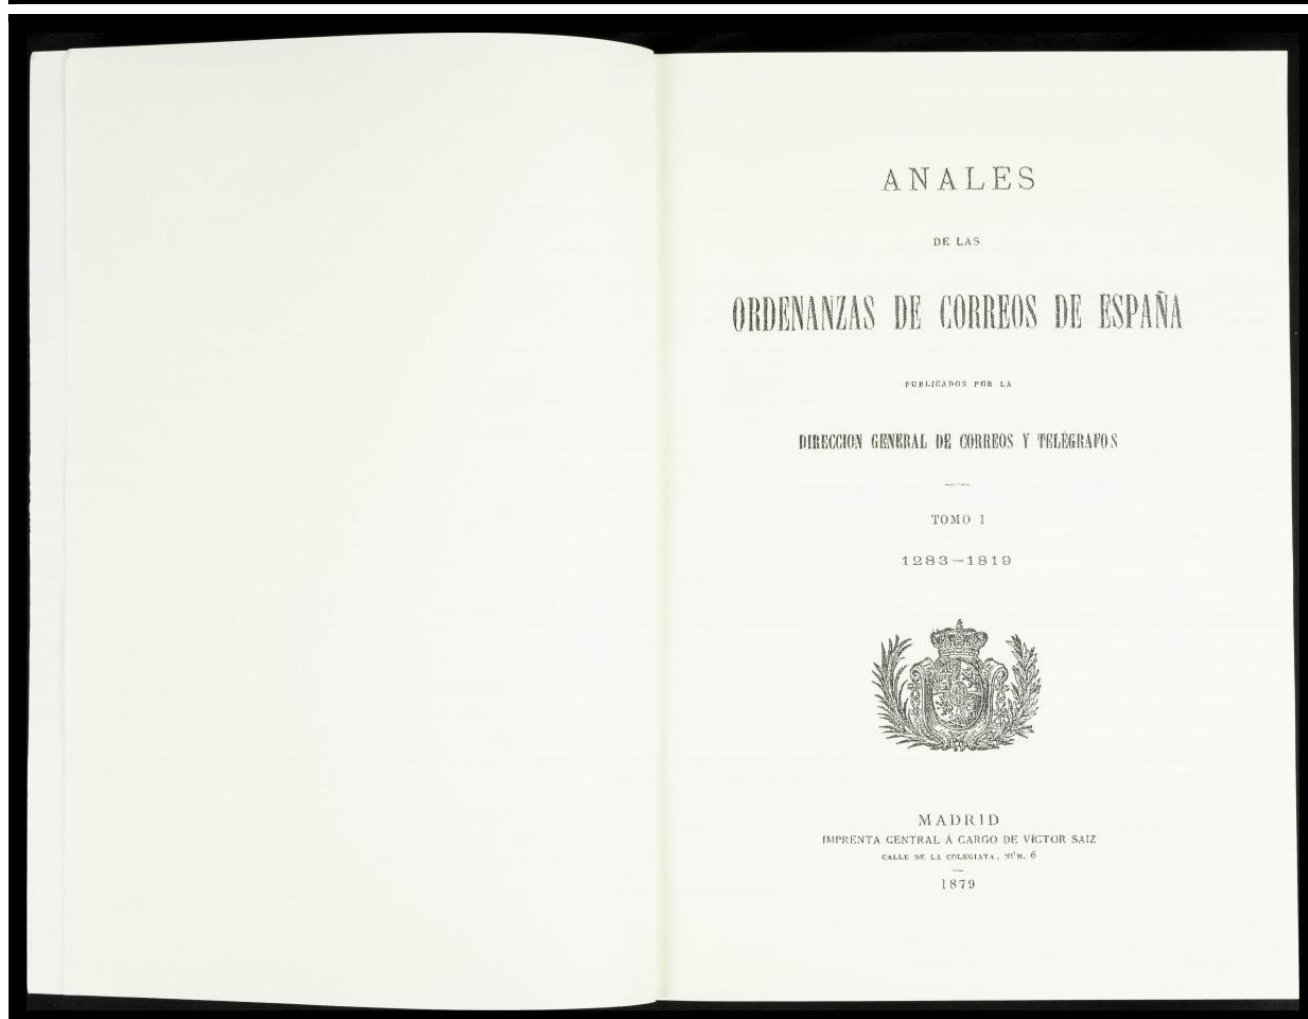 ANALES
DE LAS
ORDENANZAS DE CORREOS DE ESPAÑA
PUBLICADOS POR LA
DIRECCION GENERAL DE CORREOS Y TELÉGRAFOS
TOMO I
1283-1819
MADRID
IMPRENTA CENTRAL Á CARGO DE VÍCTOR SAIZ
CALLE DE LA COLEGIATA, NÚM. 6
1879